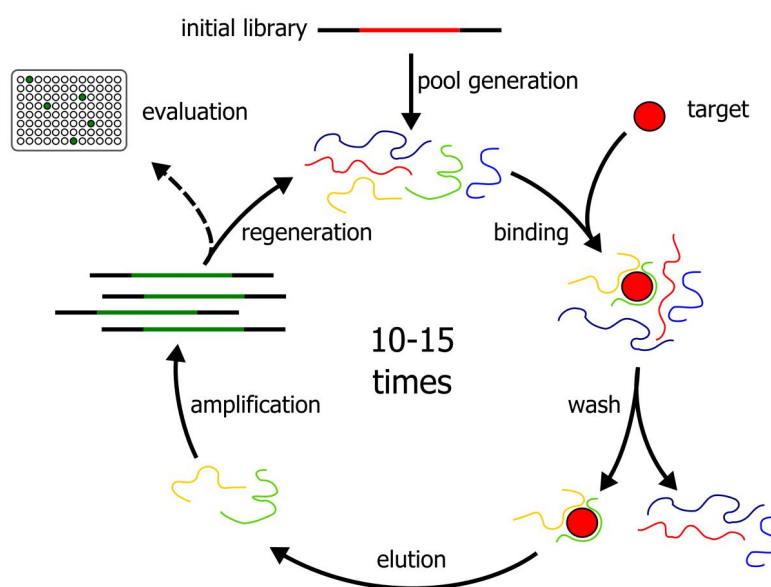 initial library
pool generation
evaluation
target
regeneration
binding
10-15
times
amplification
wash
elution